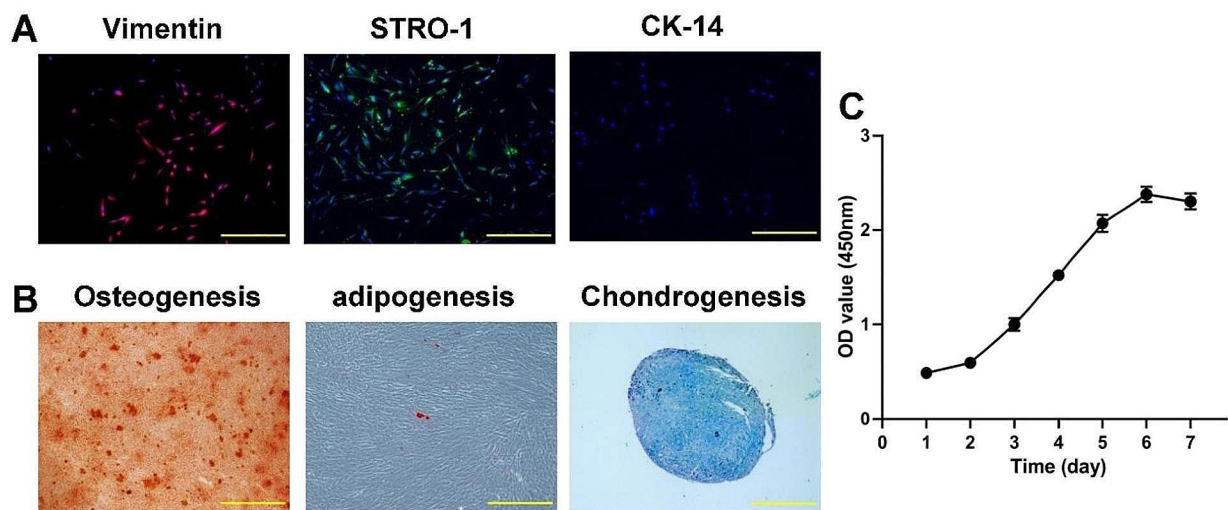 A
Vimentin
STRO-1
CK-14
B
Osteogenesis
adipogenesis
Chondrogenesis
C
OD value (450nm)
3
2
1
0
0 1 2 3 4 5 6 7
Time (day)